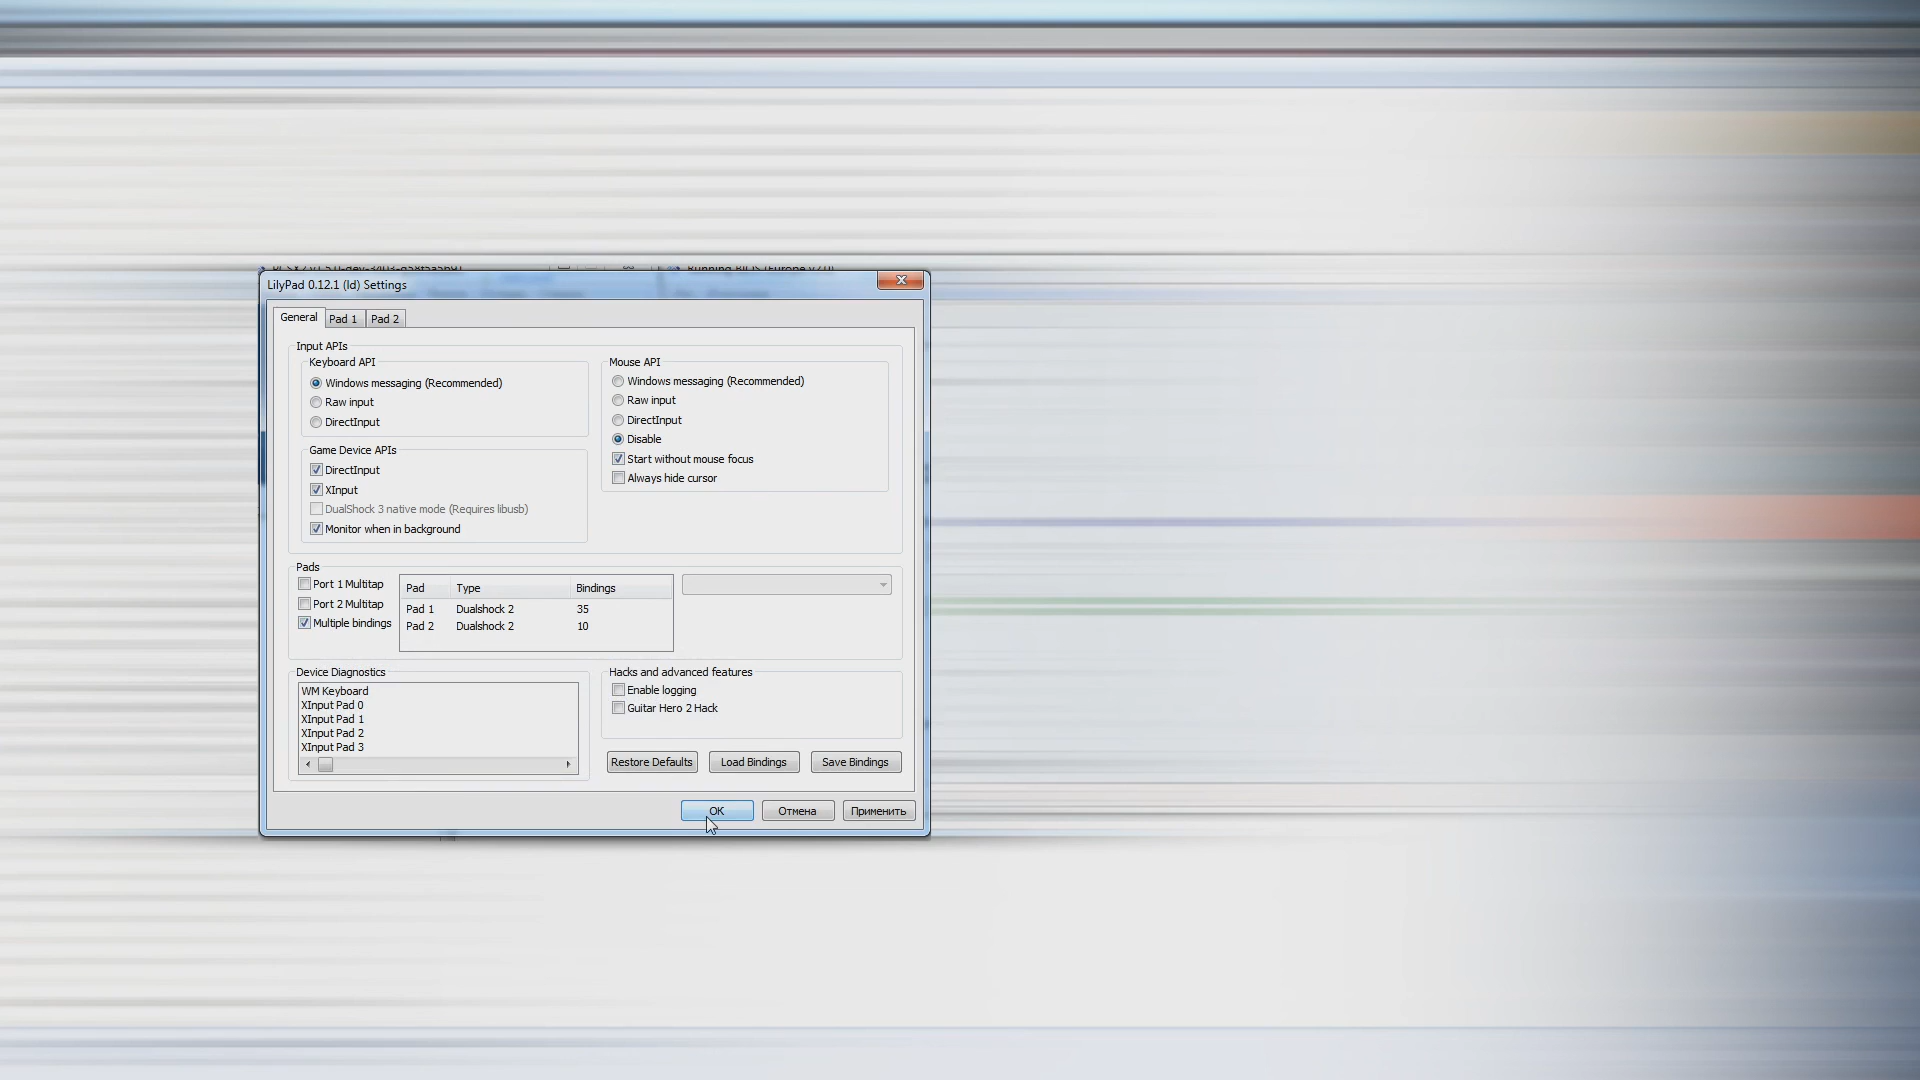 LilyPad 0.12.1 (ld) Settings
General
Pad 1
Pad 2
Input APIs
Keyboard API
Windows messaging (Recommended)
Raw input
DirectInput
Mouse API
Windows messaging (Recommended)
Raw input
DirectInput
Disable
Start without mouse focus
Always hide cursor
Game Device APIs
DirectInput
XInput
DualShock 3 native mode (Requires libusb)
Monitor when in background
Pads
Port 1 Multitap
Port 2 Multitap
Multiple bindings
Pad Type Bindings
Pad 1 Dualshock 2 35
Pad 2 Dualshock 2 10
Device Diagnostics
WM Keyboard
XInput Pad 0
XInput Pad 1
XInput Pad 2
XInput Pad 3
Hacks and advanced features
Enable logging
Guitar Hero 2 Hack
Restore Defaults
Load Bindings
Save Bindings
OK
Отмена
Применить